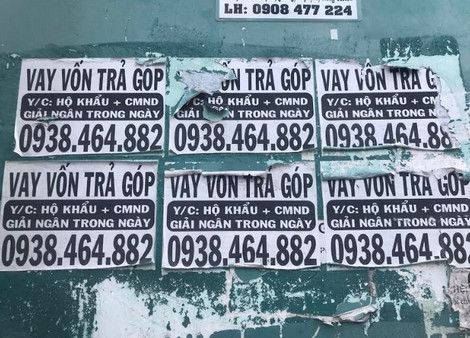 LH: 0908 477 224
VAY VỐN TRẢ GÓP
Y/C: HỘ KHẨU + CMND
GIẢI NGÂN TRONG NGÀY
0938.464.882
VAY TRẢ GÓP
Y/C: HỘ KHẨU + CMND
GIẢI NGÂN TRONG NGÀY
0938.464.882
VAY VỐN TRẢ GÓP
Y/C: HỘ KHẨU + CMN
GIẢI NGÂN TRONG NGÀY
0938.464.88
VAY VỐN TRẢ GÓP
Y/C: HỘ KHẨU + CMND
GIẢI NGÂN TRONG NGÀY
0938.464.882
VAY VỐN TRẢ GÓP
Y/C: HỘ KHẨU + CMND
GIẢI NGÂN TRONG NGÀY
0938.464.882
VAY VỐN TRẢ GÓP
Y/C: HỘ KHẨU + CMND
GIẢI NGÂN TRONG NGÀY
0938.464.882